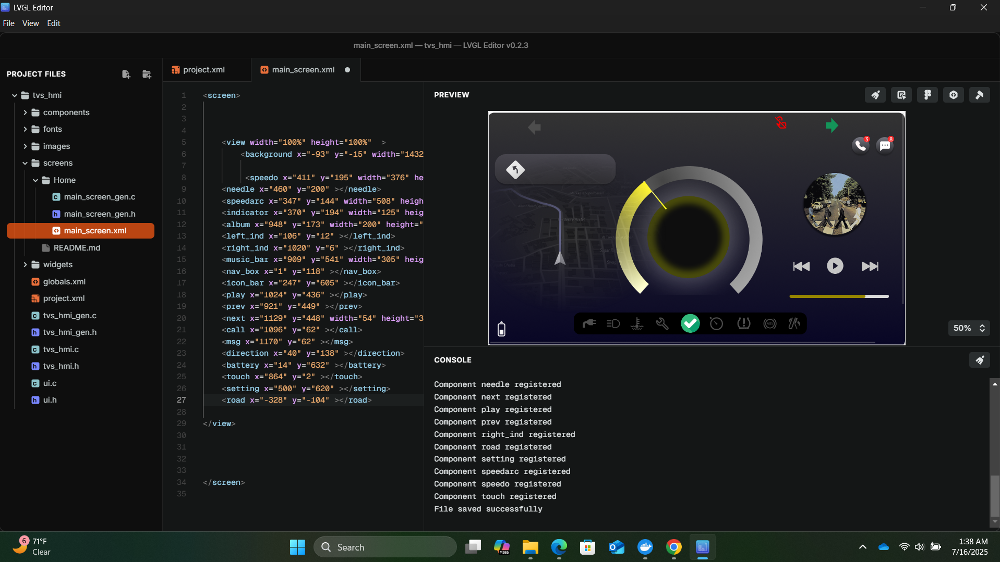 LVGL Editor
File View Edit
main_screen.xml — tvs_hmi — LVGL Editor v0.2.3
PROJECT FILES
tvs_hmi
components
fonts
images
screens
Home
main_screen_gen.c
main_screen_gen.h
main_screen.xml
README.md
widgets
globals.xml
project.xml
tvs_hmi_gen.c
tvs_hmi_gen.h
tvs_hmi.c
tvs_hmi.h
ui.c
ui.h
project.xml
main_screen.xml
1 <screen>
2
3
4
5 <view width="100%" height="100%" >
6 <background x="-93" y="-15" width="1432
7
8 <speedo x="411" y="195" width="376" he
9 <needle x="460" y="200" ></needle>
10 <speedarc x="347" y="144" width="508" heigh
11 <indicator x="370" y="194" width="125" heig
12 <album x="948" y="173" width="200" height="
13 <left_ind x="106" y="12" ></left_ind>
14 <right_ind x="1020" y="6" ></right_ind>
15 <music_bar x="909" y="541" width="305" heig
16 <nav_box x="1" y="118" ></nav_box>
17 <icon_bar x="247" y="605" ></icon_bar>
18 <play x="1024" y="436" ></play>
19 <prev x="921" y="449" ></prev>
20 <next x="1129" y="448" width="54" height="3
21 <call x="1096" y="62" ></call>
22 <msg x="1170" y="62" ></msg>
23 <direction x="40" y="138" ></direction>
24 <battery x="14" y="632" ></battery>
25 <touch x="864" y="2" ></touch>
26 <setting x="500" y="620" ></setting>
27 <road x="-328" y="-104" ></road>
28
29 </view>
30
31
32
33
34 </screen>
35
PREVIEW
3
8
ABS
50%
CONSOLE
Component needle registered
Component next registered
Component play registered
Component prev registered
Component right_ind registered
Component road registered
Component setting registered
Component speedarc registered
Component speedo registered
Component touch registered
File saved successfully
6
71°F
Clear
Search
M365
1:38 AM
7/16/2025